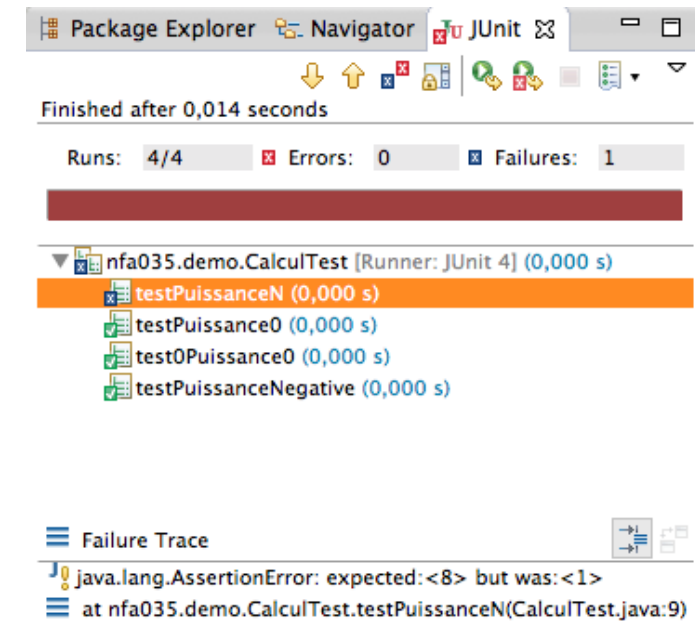 Package Explorer Navigator JUnit
Finished after 0,014 seconds
Runs: 4/4 Errors: 0 Failures: 1
nfa035.demo.CalculTest [Runner: JUnit 4] (0,000 s)
testPuissanceN (0,000 s)
testPuissance0 (0,000 s)
test0Puissance0 (0,000 s)
testPuissanceNegative (0,000 s)
Failure Trace
java.lang.AssertionError: expected:<8> but was:<1>
at nfa035.demo.CalculTest.testPuissanceN(CalculTest.java:9)